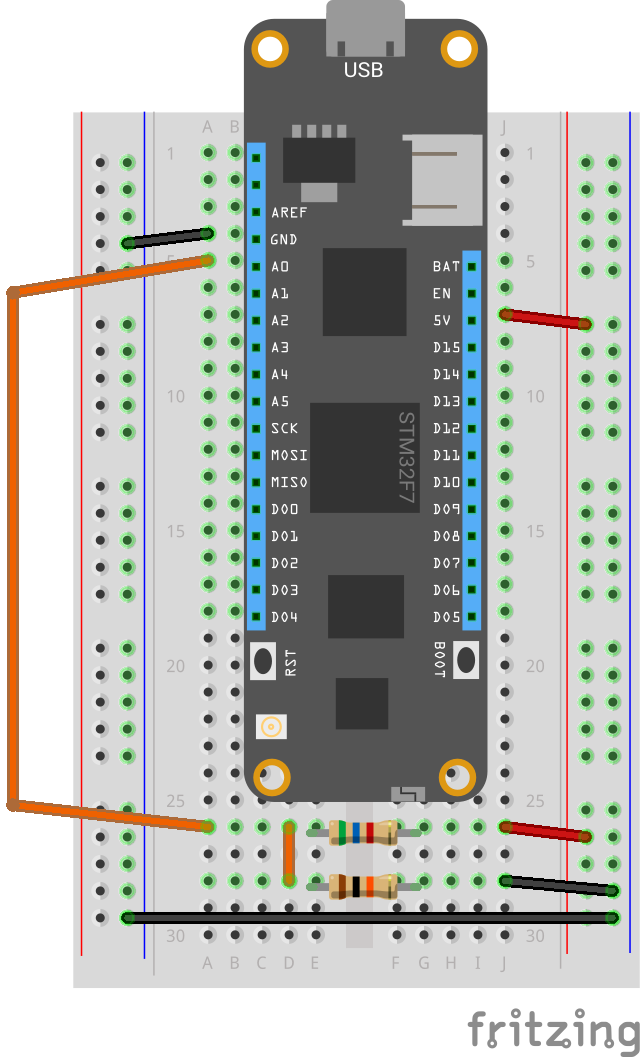 USB
A B J
1 1
AREF
GND
5 5
A0 BAT
A1 EN
A2 5V
A3 D15
A4 D14
10 10
A5 D13
SCK D12
MOSI D11
MISO D10
STM32F7
D00 D09
15 15
D01 D08
D02 D07
D03 D06
D04 D05
RST BOOT
20 20
25 25
30 30
A B C D E F G H I J
fritzing